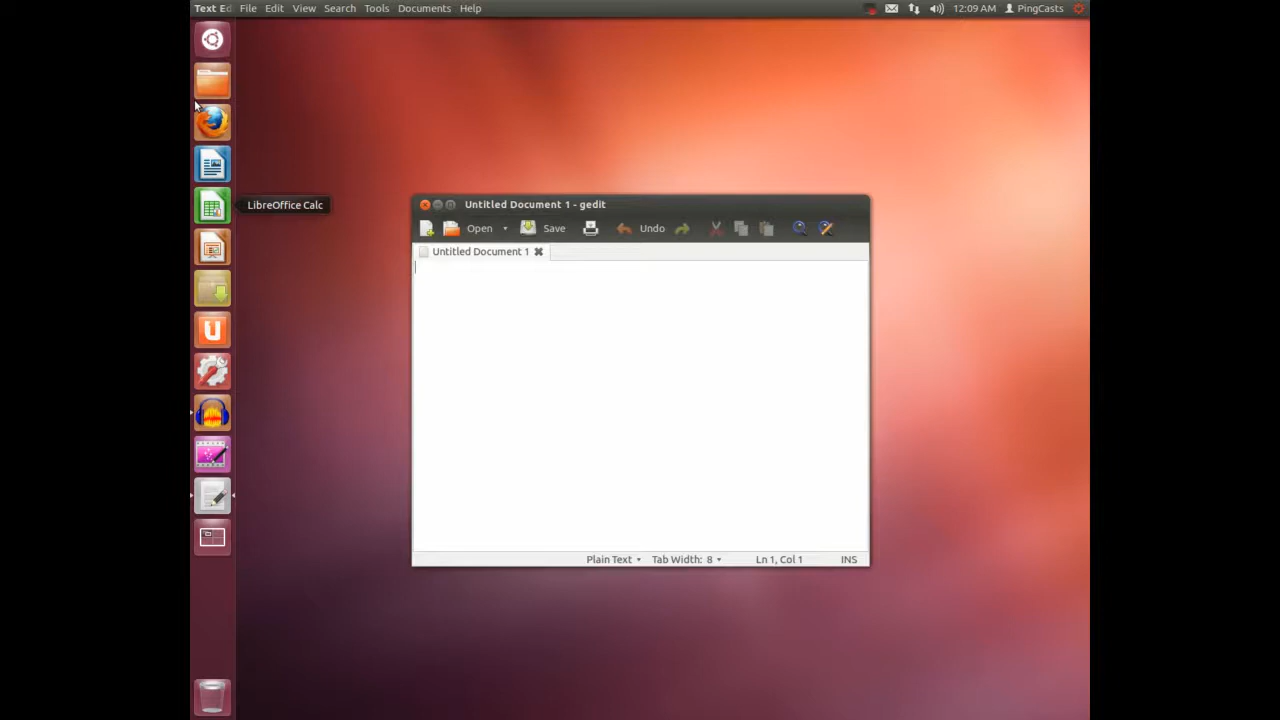 Text Ed File Edit View Search Tools Documents Help 12:09 AM PingCasts
LibreOffice Calc
Untitled Document 1 - gedit
Open Save Undo
Untitled Document 1
Plain Text Tab Width: 8 Ln 1, Col 1 INS